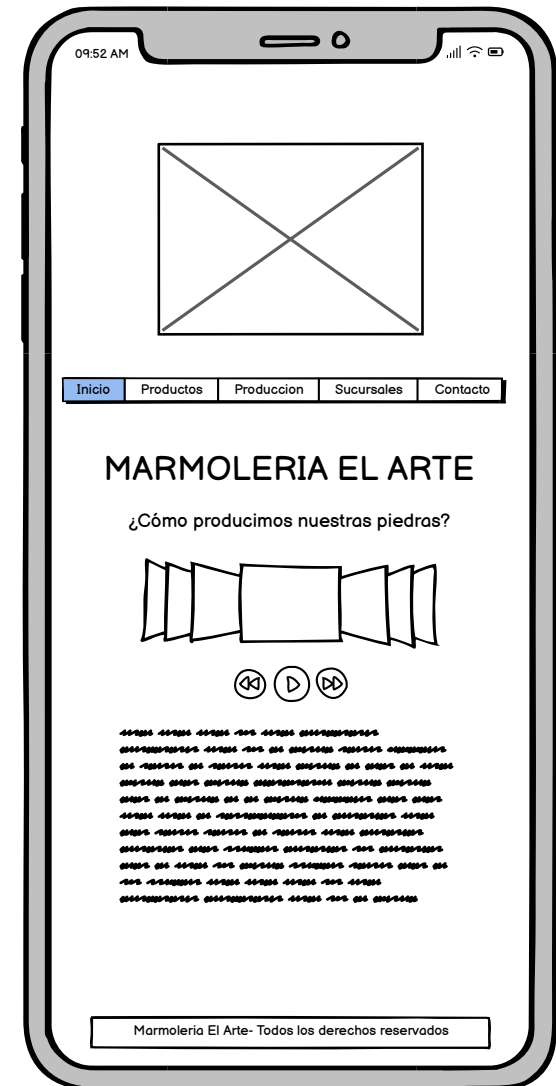 09:52 AM
Inicio Productos Produccion Sucursales Contacto
MARMOLERIA EL ARTE
¿Cómo producimos nuestras piedras?
Marmoleria El Arte- Todos los derechos reservados